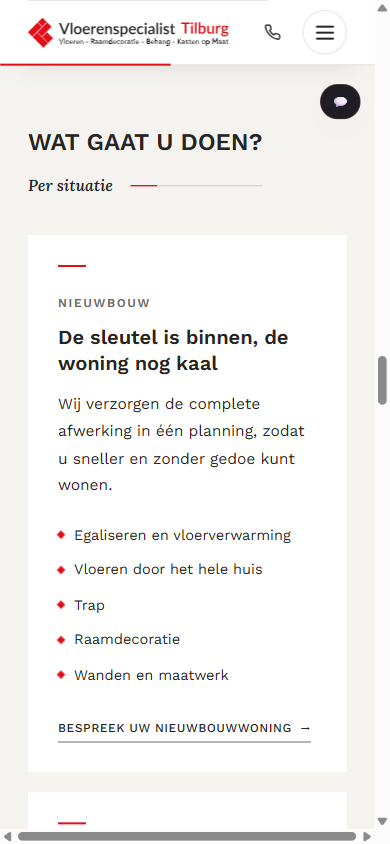 Vloerenspecialist Tilburg
Vloeren - Raamdecoratie - Behang - Kasten op Maat
WAT GAAT U DOEN?
Per situatie
NIEUWBOUW
De sleutel is binnen, de
woning nog kaal
Wij verzorgen de complete
afwerking in één planning, zodat
u sneller en zonder gedoe kunt
wonen.
Egaliseren en vloerverwarming
Vloeren door het hele huis
Trap
Raamdecoratie
Wanden en maatwerk
BESPREEK UW NIEUWBOUWWONING →